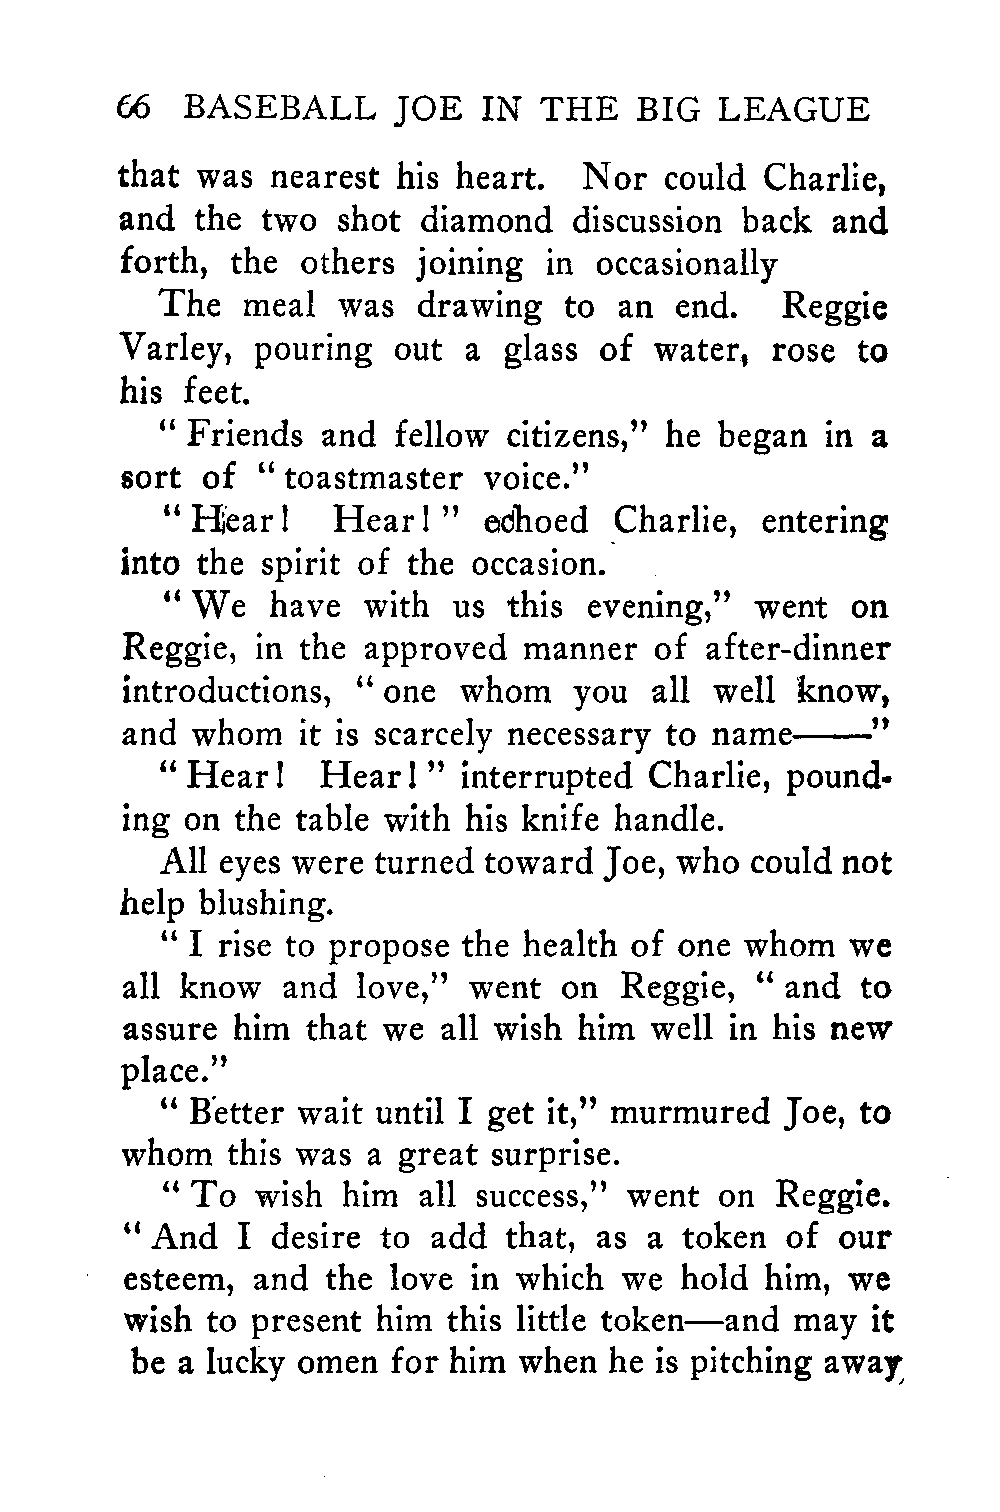 66 BASEBALL JOE IN THE BIG LEAGUE
that was nearest his heart. Nor could Charlie,
and the two shot diamond discussion back and
forth, the others joining in occasionally
The meal was drawing to an end. Reggie
Varley, pouring out a glass of water, rose to
his feet.
“Friends and fellow citizens,” he began in a
sort of “toastmaster voice.”
“Hear! Hear!” echoed Charlie, entering
into the spirit of the occasion.
“We have with us this evening,” went on
Reggie, in the approved manner of after-dinner
introductions, “one whom you all well know,
and whom it is scarcely necessary to name——”
“Hear! Hear!” interrupted Charlie, pound-
ing on the table with his knife handle.
All eyes were turned toward Joe, who could not
help blushing.
“I rise to propose the health of one whom we
all know and love,” went on Reggie, “and to
assure him that we all wish him well in his new
place.”
“Better wait until I get it,” murmured Joe, to
whom this was a great surprise.
“To wish him all success,” went on Reggie.
“And I desire to add that, as a token of our
esteem, and the love in which we hold him, we
wish to present him this little token—and may it
be a lucky omen for him when he is pitching away